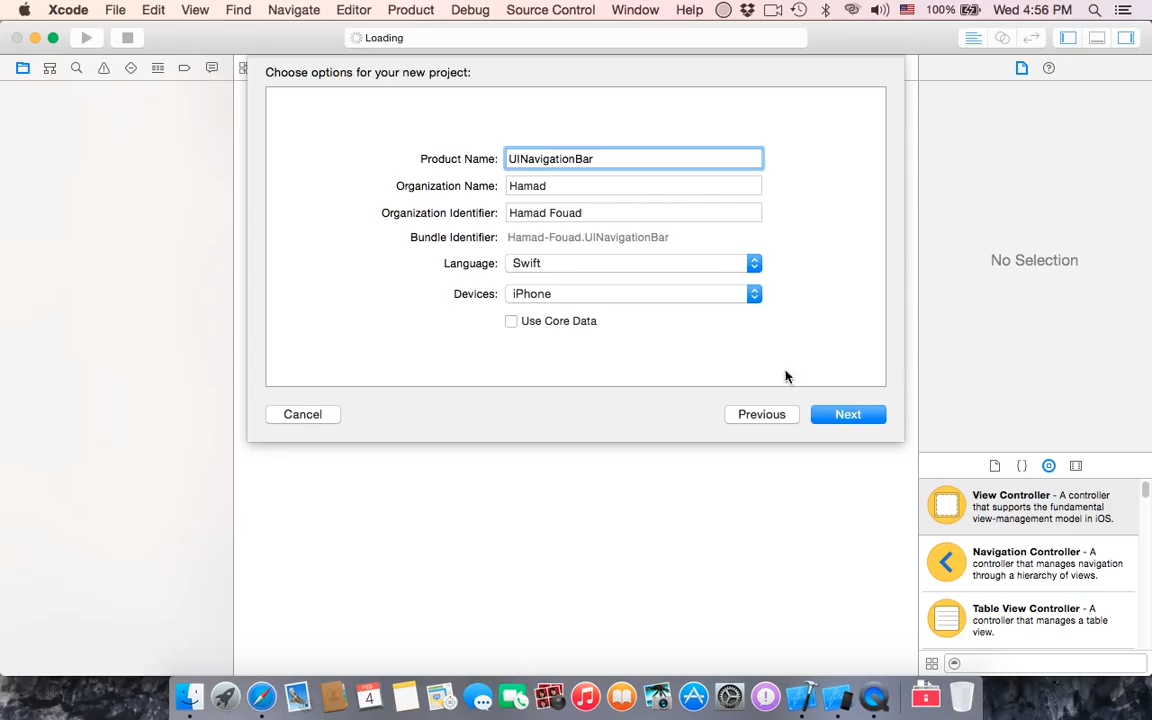 Xcode File Edit View Find Navigate Editor Product Debug Source Control Window Help 100% Wed 4:56 PM
Loading
Choose options for your new project:
Product Name: UINavigationBar
Organization Name: Hamad
Organization Identifier: Hamad Fouad
Bundle Identifier: Hamad-Fouad.UINavigationBar
Language: Swift
Devices: iPhone
Use Core Data
Cancel Previous Next
No Selection
{ }
View Controller - A controller
that supports the fundamental
view-management model in iOS.
Navigation Controller - A
controller that manages navigation
through a hierarchy of views.
Table View Controller - A
controller that manages a table
view.
FEB
4